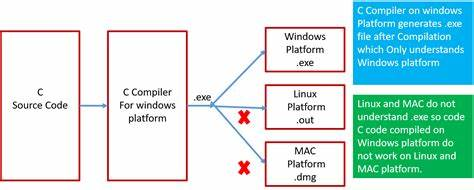 C
Source Code
C Compiler
For windows
platform
.exe
Windows
Platform
.exe
Linux
Platform
.out
MAC
Platform
.dmg
C Compiler on windows
Platform generates .exe
file after Compilation
which Only understands
Windows platform
Linux and MAC do not
understand .exe so code
C code compiled on
Windows platform do
not work on Linux and
MAC platform.